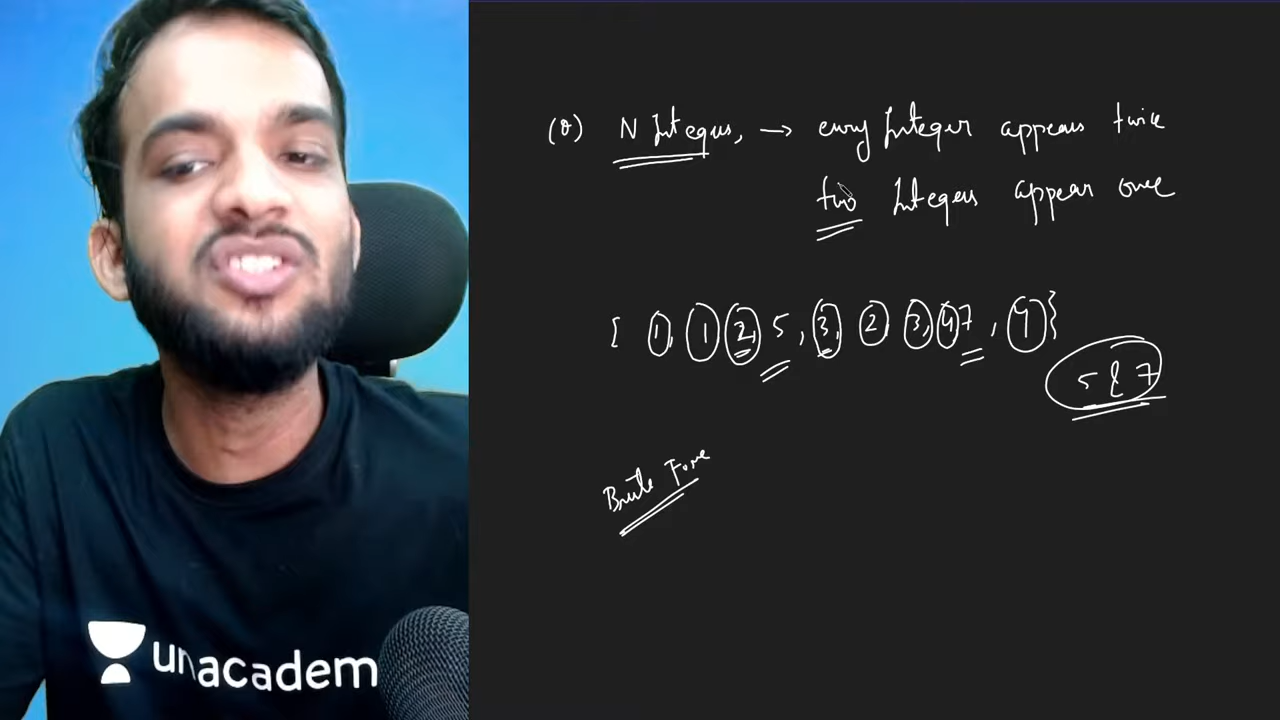 (Q) N Integers, → every Integer appears twice
two Integers appear once
{ 1, 1 2, 5, 3, 2, 3, 4 7, 4 }
5 & 7
Brute Force
unacadem